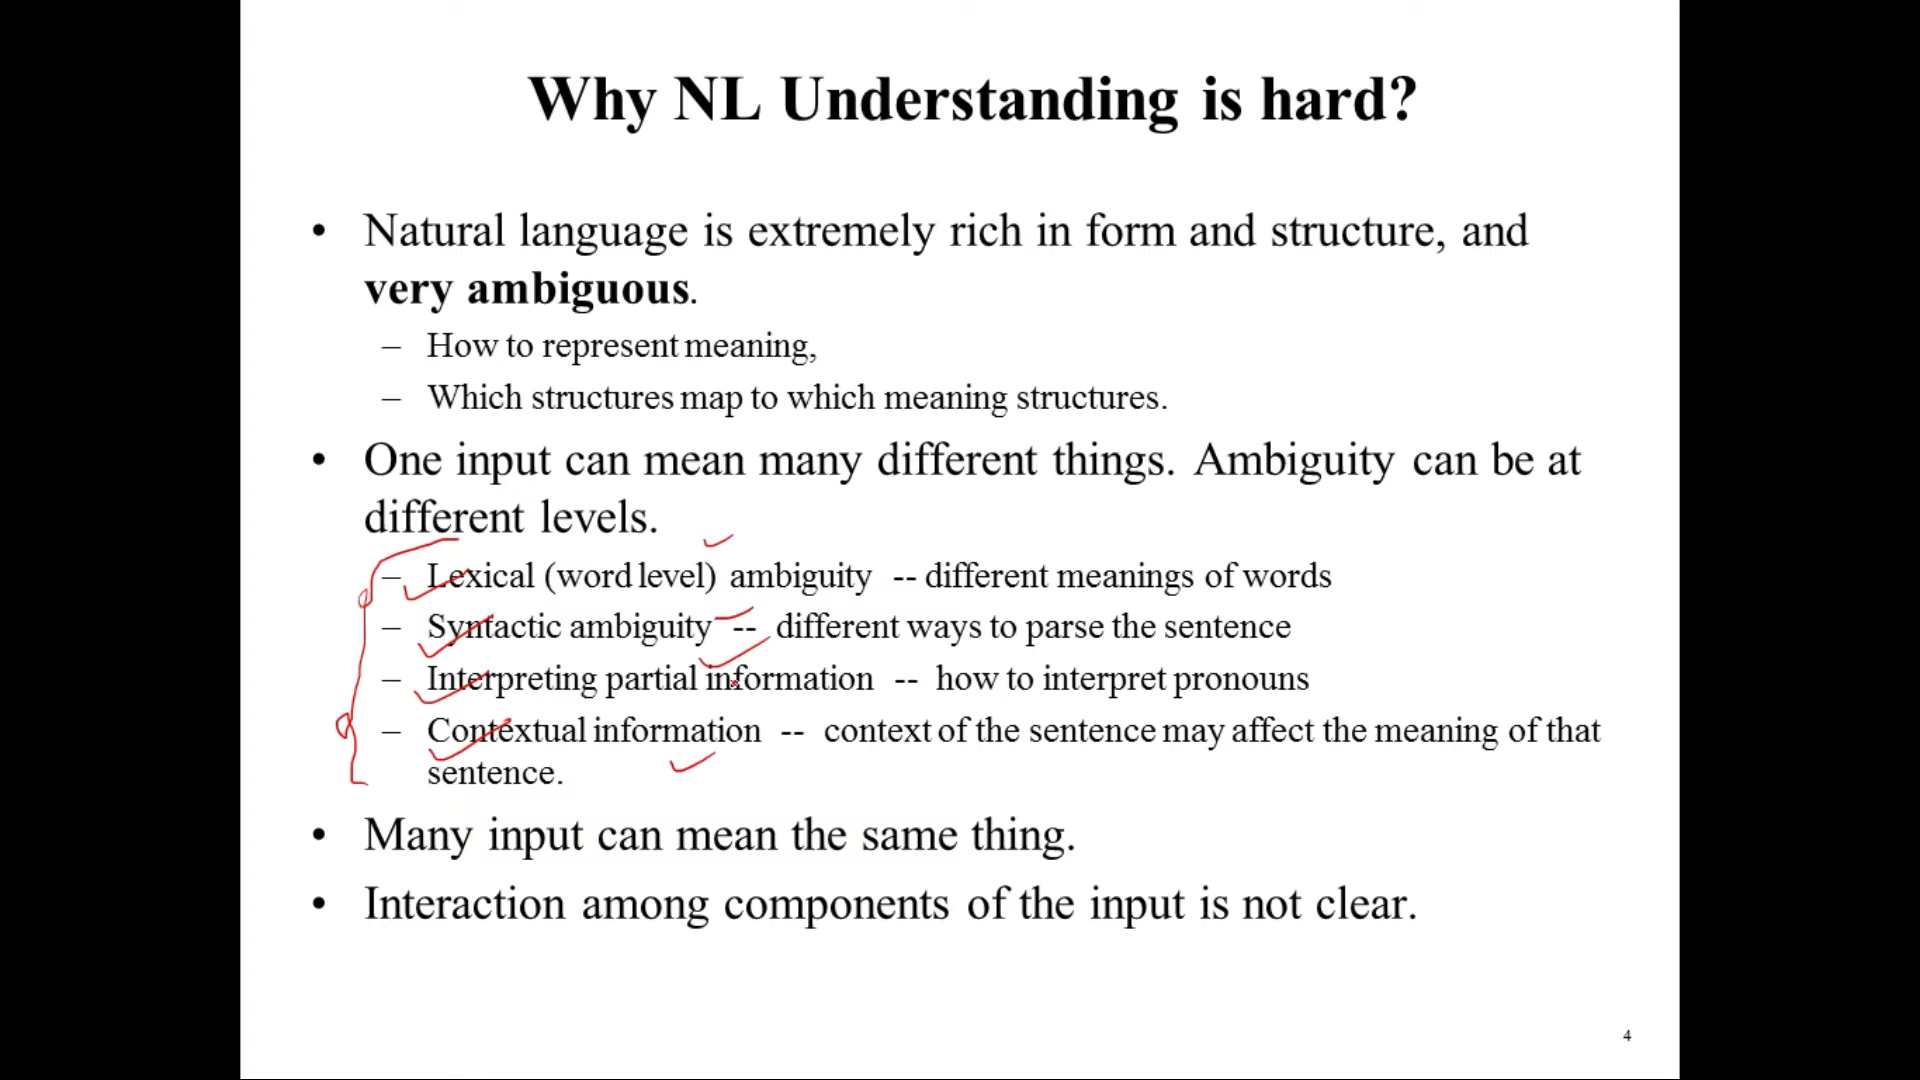 Why NL Understanding is hard?
• Natural language is extremely rich in form and structure, and
very ambiguous.
– How to represent meaning,
– Which structures map to which meaning structures.
• One input can mean many different things. Ambiguity can be at
different levels.
– Lexical (word level) ambiguity -- different meanings of words
– Syntactic ambiguity -- different ways to parse the sentence
– Interpreting partial information -- how to interpret pronouns
– Contextual information -- context of the sentence may affect the meaning of that
sentence.
• Many input can mean the same thing.
• Interaction among components of the input is not clear.
4